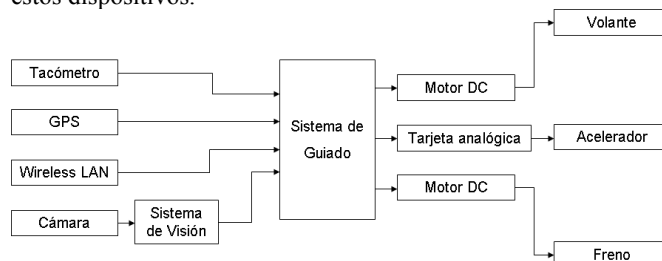 estos dispositivos.
Volante
Tacómetro
Motor DC
GPS
Sistema de
Guiado
Tarjeta analógica
Acelerador
Wireless LAN
Motor DC
Cámara
Sistema
de Visión
Freno